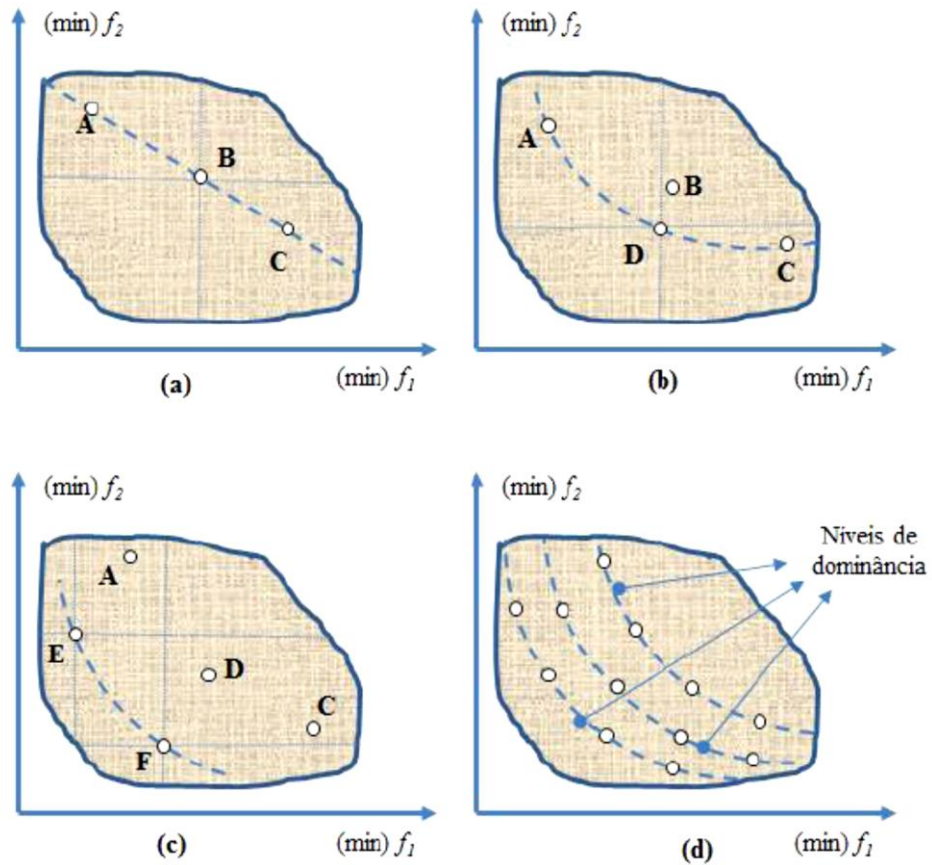 (min) f₂
A
B
C
(min) f₁
(a)
(min) f₂
A
B
D
C
(min) f₁
(b)
(min) f₂
A
E
D
C
F
(min) f₁
(c)
(min) f₂
Níveis de
dominância
(min) f₁
(d)